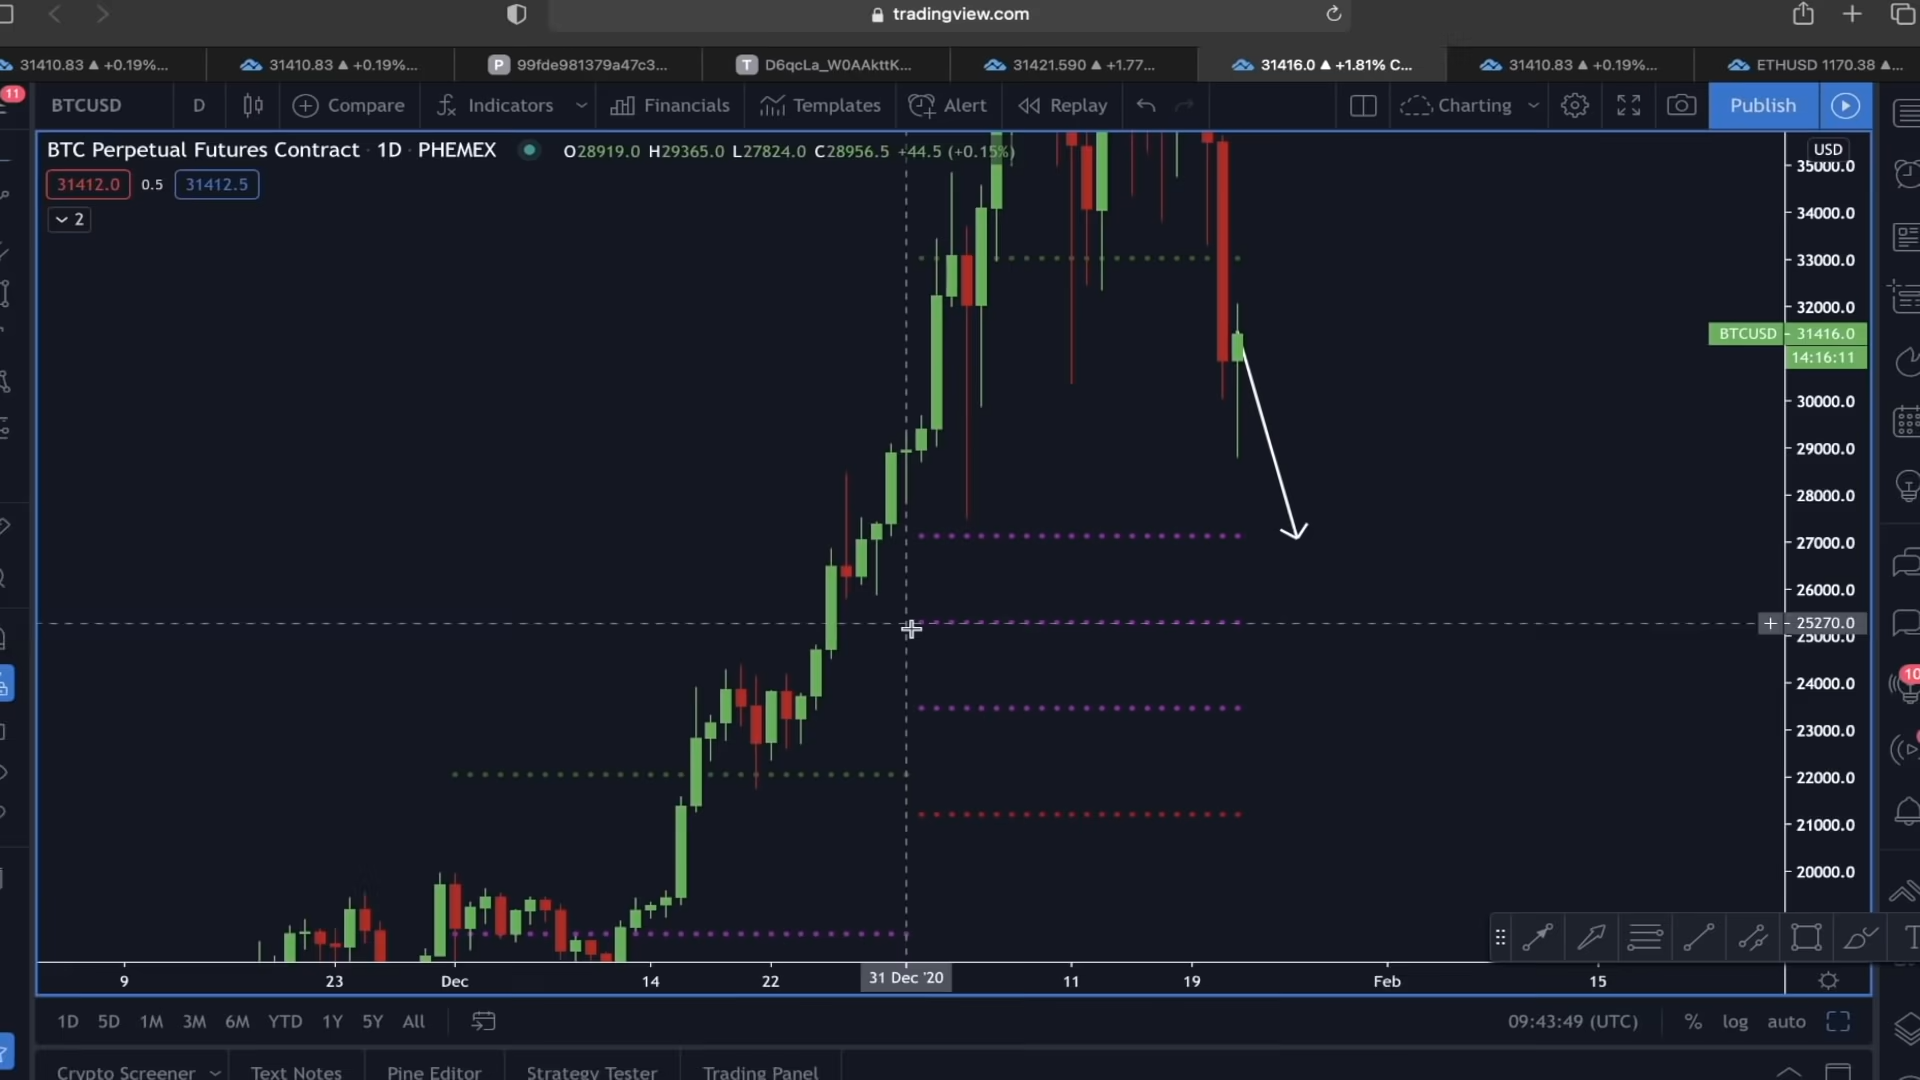 tradingview.com
31410.83 ▲ +0.19%...
31410.83 ▲ +0.19%...
P 99fde981379a47c3...
T D6qcLa_W0AAkttK...
31421.590 ▲ +1.77...
31416.0 ▲ +1.81% C...
31410.83 ▲ +0.19%...
ETHUSD 1170.38 ▲...
11
BTCUSD D Compare Indicators Financials Templates Alert Replay Charting Publish
BTC Perpetual Futures Contract · 1D · PHEMEX O28919.0 H29365.0 L27824.0 C28956.5 +44.5 (+0.15%)
31412.0 0.5 31412.5
2
USD
35000.0
34000.0
33000.0
32000.0
BTCUSD 31416.0
14:16:11
30000.0
29000.0
28000.0
27000.0
26000.0
25270.0
25000.0
24000.0
23000.0
22000.0
21000.0
20000.0
10
T
9 23 Dec 14 22 31 Dec '20 11 19 Feb 15
1D 5D 1M 3M 6M YTD 1Y 5Y All 09:43:49 (UTC) % log auto
Crypto Screener Text Notes Pine Editor Strategy Tester Trading Panel